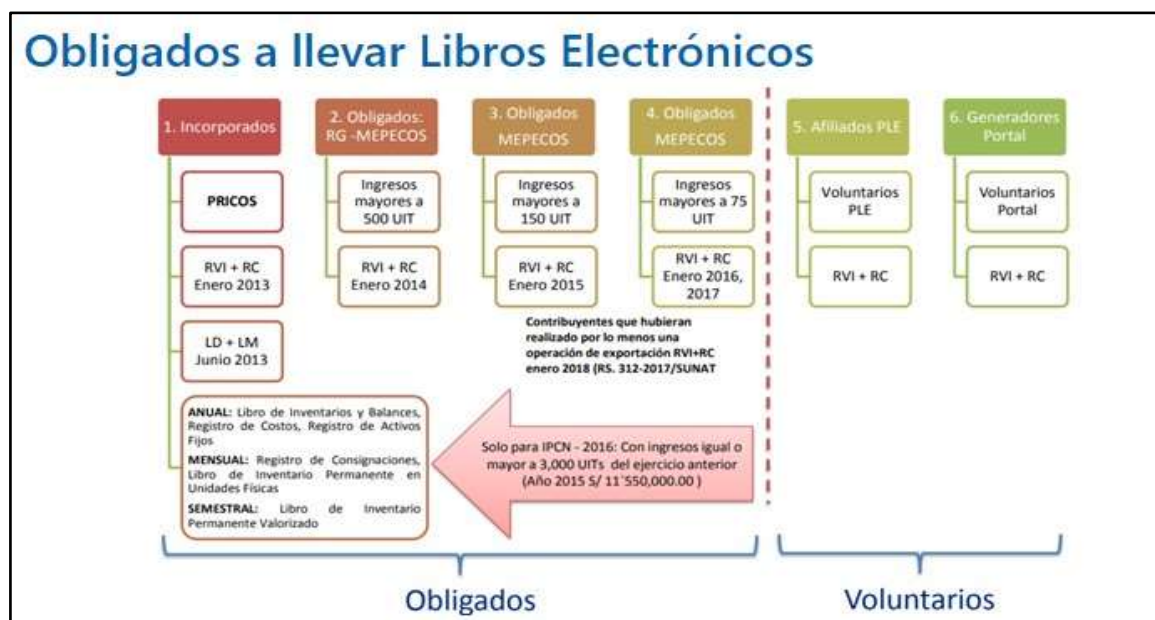 Obligados a llevar Libros Electrónicos
1. Incorporados
PRICOS
RVI + RC
Enero 2013
LD + LM
Junio 2013
ANUAL: Libro de Inventarios y Balances,
Registro de Costos, Registro de Activos
Fijos
MENSUAL: Registro de Consignaciones,
Libro de Inventario Permanente en
Unidades Físicas
SEMESTRAL: Libro de Inventario
Permanente Valorizado
2. Obligados:
RG -MEPECOS
Ingresos
mayores a
500 UIT
RVI + RC
Enero 2014
3. Obligados
MEPECOS
Ingresos
mayores a
150 UIT
RVI + RC
Enero 2015
4. Obligados
MEPECOS
Ingresos
mayores a 75
UIT
RVI + RC
Enero 2016,
2017
Contribuyentes que hubieran
realizado por lo menos una
operación de exportación RVI+RC
enero 2018 (RS. 312-2017/SUNAT
Solo para IPCN - 2016: Con ingresos igual o
mayor a 3,000 UITs del ejercicio anterior
(Año 2015 S/ 11`550,000.00 )
5. Afiliados PLE
Voluntarios
PLE
RVI + RC
6. Generadores
Portal
Voluntarios
Portal
RVI + RC
Obligados
Voluntarios